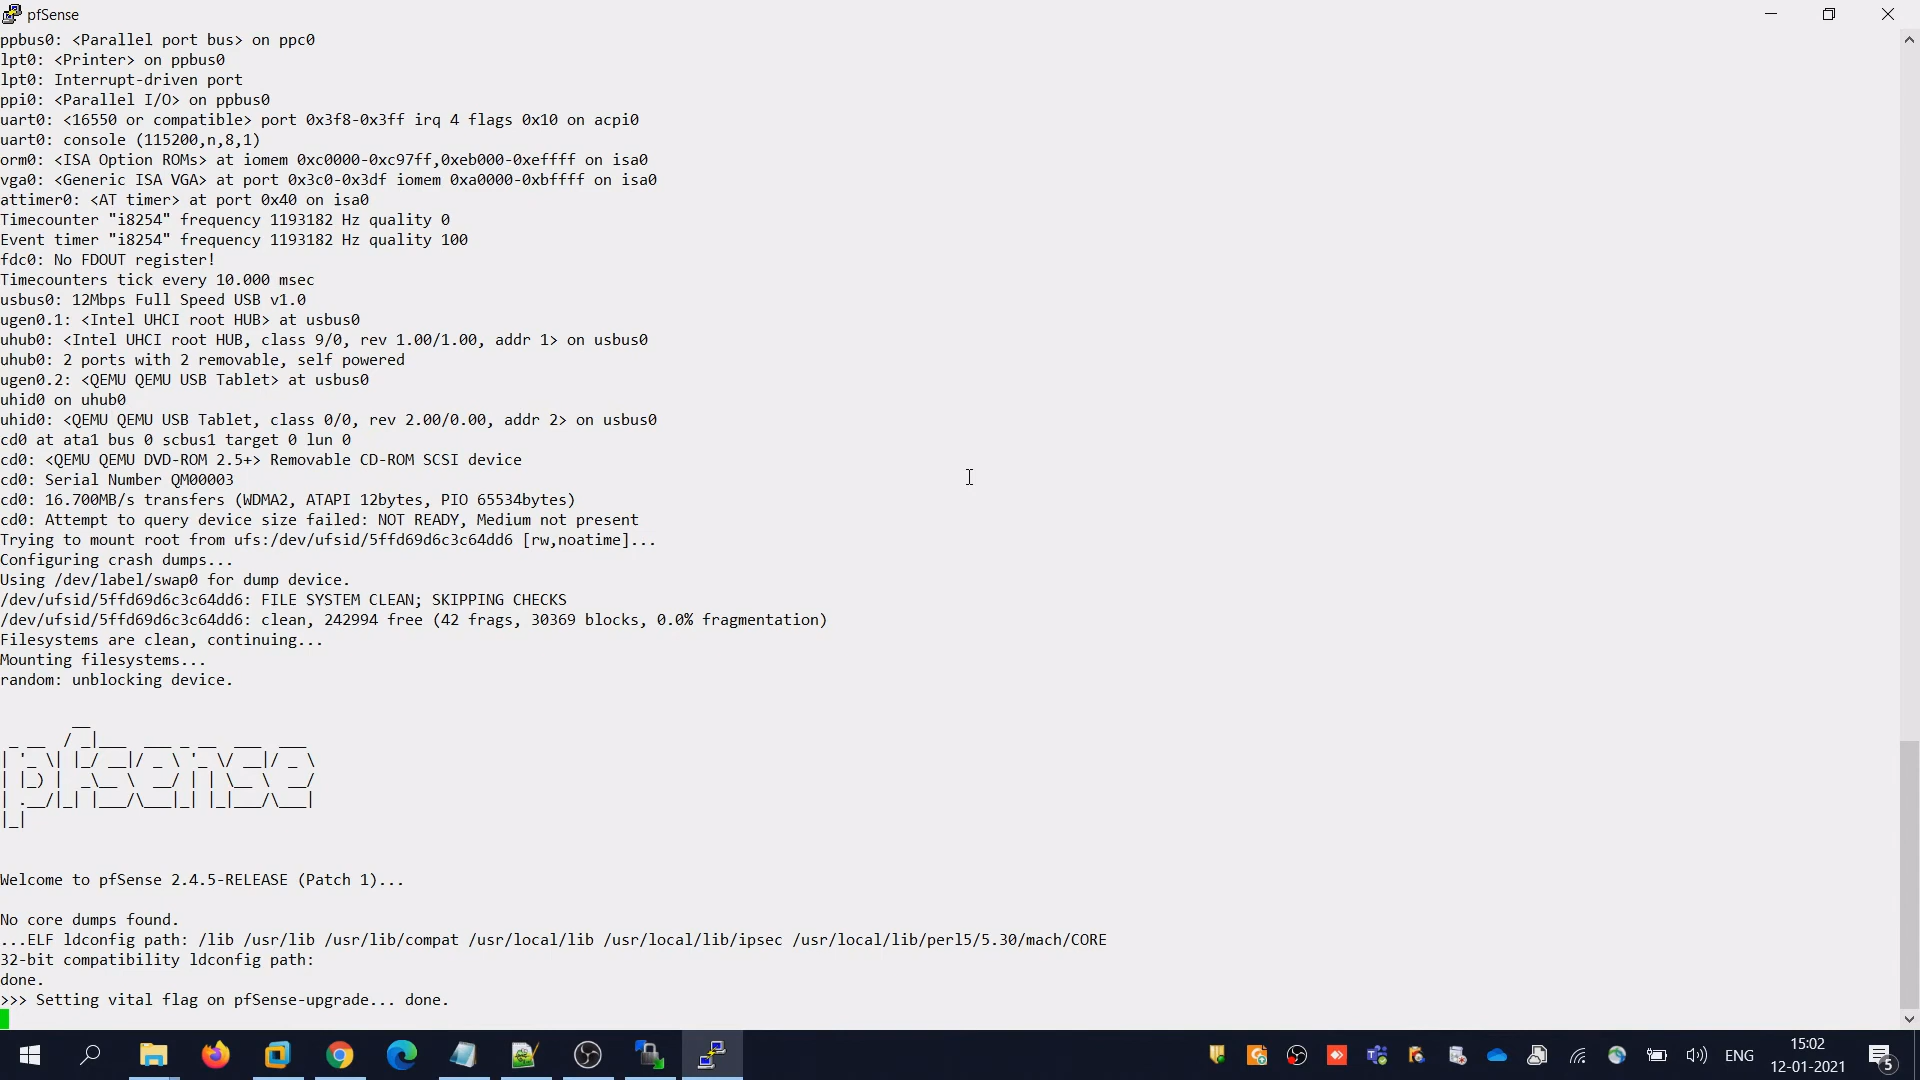 pfSense
ppbus0: <Parallel port bus> on ppc0
lpt0: <Printer> on ppbus0
lpt0: Interrupt-driven port
ppi0: <Parallel I/O> on ppbus0
uart0: <16550 or compatible> port 0x3f8-0x3ff irq 4 flags 0x10 on acpi0
uart0: console (115200,n,8,1)
orm0: <ISA Option ROMs> at iomem 0xc0000-0xc97ff,0xeb000-0xeffff on isa0
vga0: <Generic ISA VGA> at port 0x3c0-0x3df iomem 0xa0000-0xbffff on isa0
attimer0: <AT timer> at port 0x40 on isa0
Timecounter "i8254" frequency 1193182 Hz quality 0
Event timer "i8254" frequency 1193182 Hz quality 100
fdc0: No FDOUT register!
Timecounters tick every 10.000 msec
usbus0: 12Mbps Full Speed USB v1.0
ugen0.1: <Intel UHCI root HUB> at usbus0
uhub0: <Intel UHCI root HUB, class 9/0, rev 1.00/1.00, addr 1> on usbus0
uhub0: 2 ports with 2 removable, self powered
ugen0.2: <QEMU QEMU USB Tablet> at usbus0
uhid0 on uhub0
uhid0: <QEMU QEMU USB Tablet, class 0/0, rev 2.00/0.00, addr 2> on usbus0
cd0 at ata1 bus 0 scbus1 target 0 lun 0
cd0: <QEMU QEMU DVD-ROM 2.5+> Removable CD-ROM SCSI device
cd0: Serial Number QM00003
cd0: 16.700MB/s transfers (WDMA2, ATAPI 12bytes, PIO 65534bytes)
cd0: Attempt to query device size failed: NOT READY, Medium not present
Trying to mount root from ufs:/dev/ufsid/5ffd69d6c3c64dd6 [rw,noatime]...
Configuring crash dumps...
Using /dev/label/swap0 for dump device.
/dev/ufsid/5ffd69d6c3c64dd6: FILE SYSTEM CLEAN; SKIPPING CHECKS
/dev/ufsid/5ffd69d6c3c64dd6: clean, 242994 free (42 frags, 30369 blocks, 0.0% fragmentation)
Filesystems are clean, continuing...
Mounting filesystems...
random: unblocking device.
pfsense
Welcome to pfSense 2.4.5-RELEASE (Patch 1)...
No core dumps found.
...ELF ldconfig path: /lib /usr/lib /usr/lib/compat /usr/local/lib /usr/local/lib/ipsec /usr/local/lib/perl5/5.30/mach/CORE
32-bit compatibility ldconfig path:
done.
>>> Setting vital flag on pfSense-upgrade... done.
ENG
15:02
12-01-2021
5